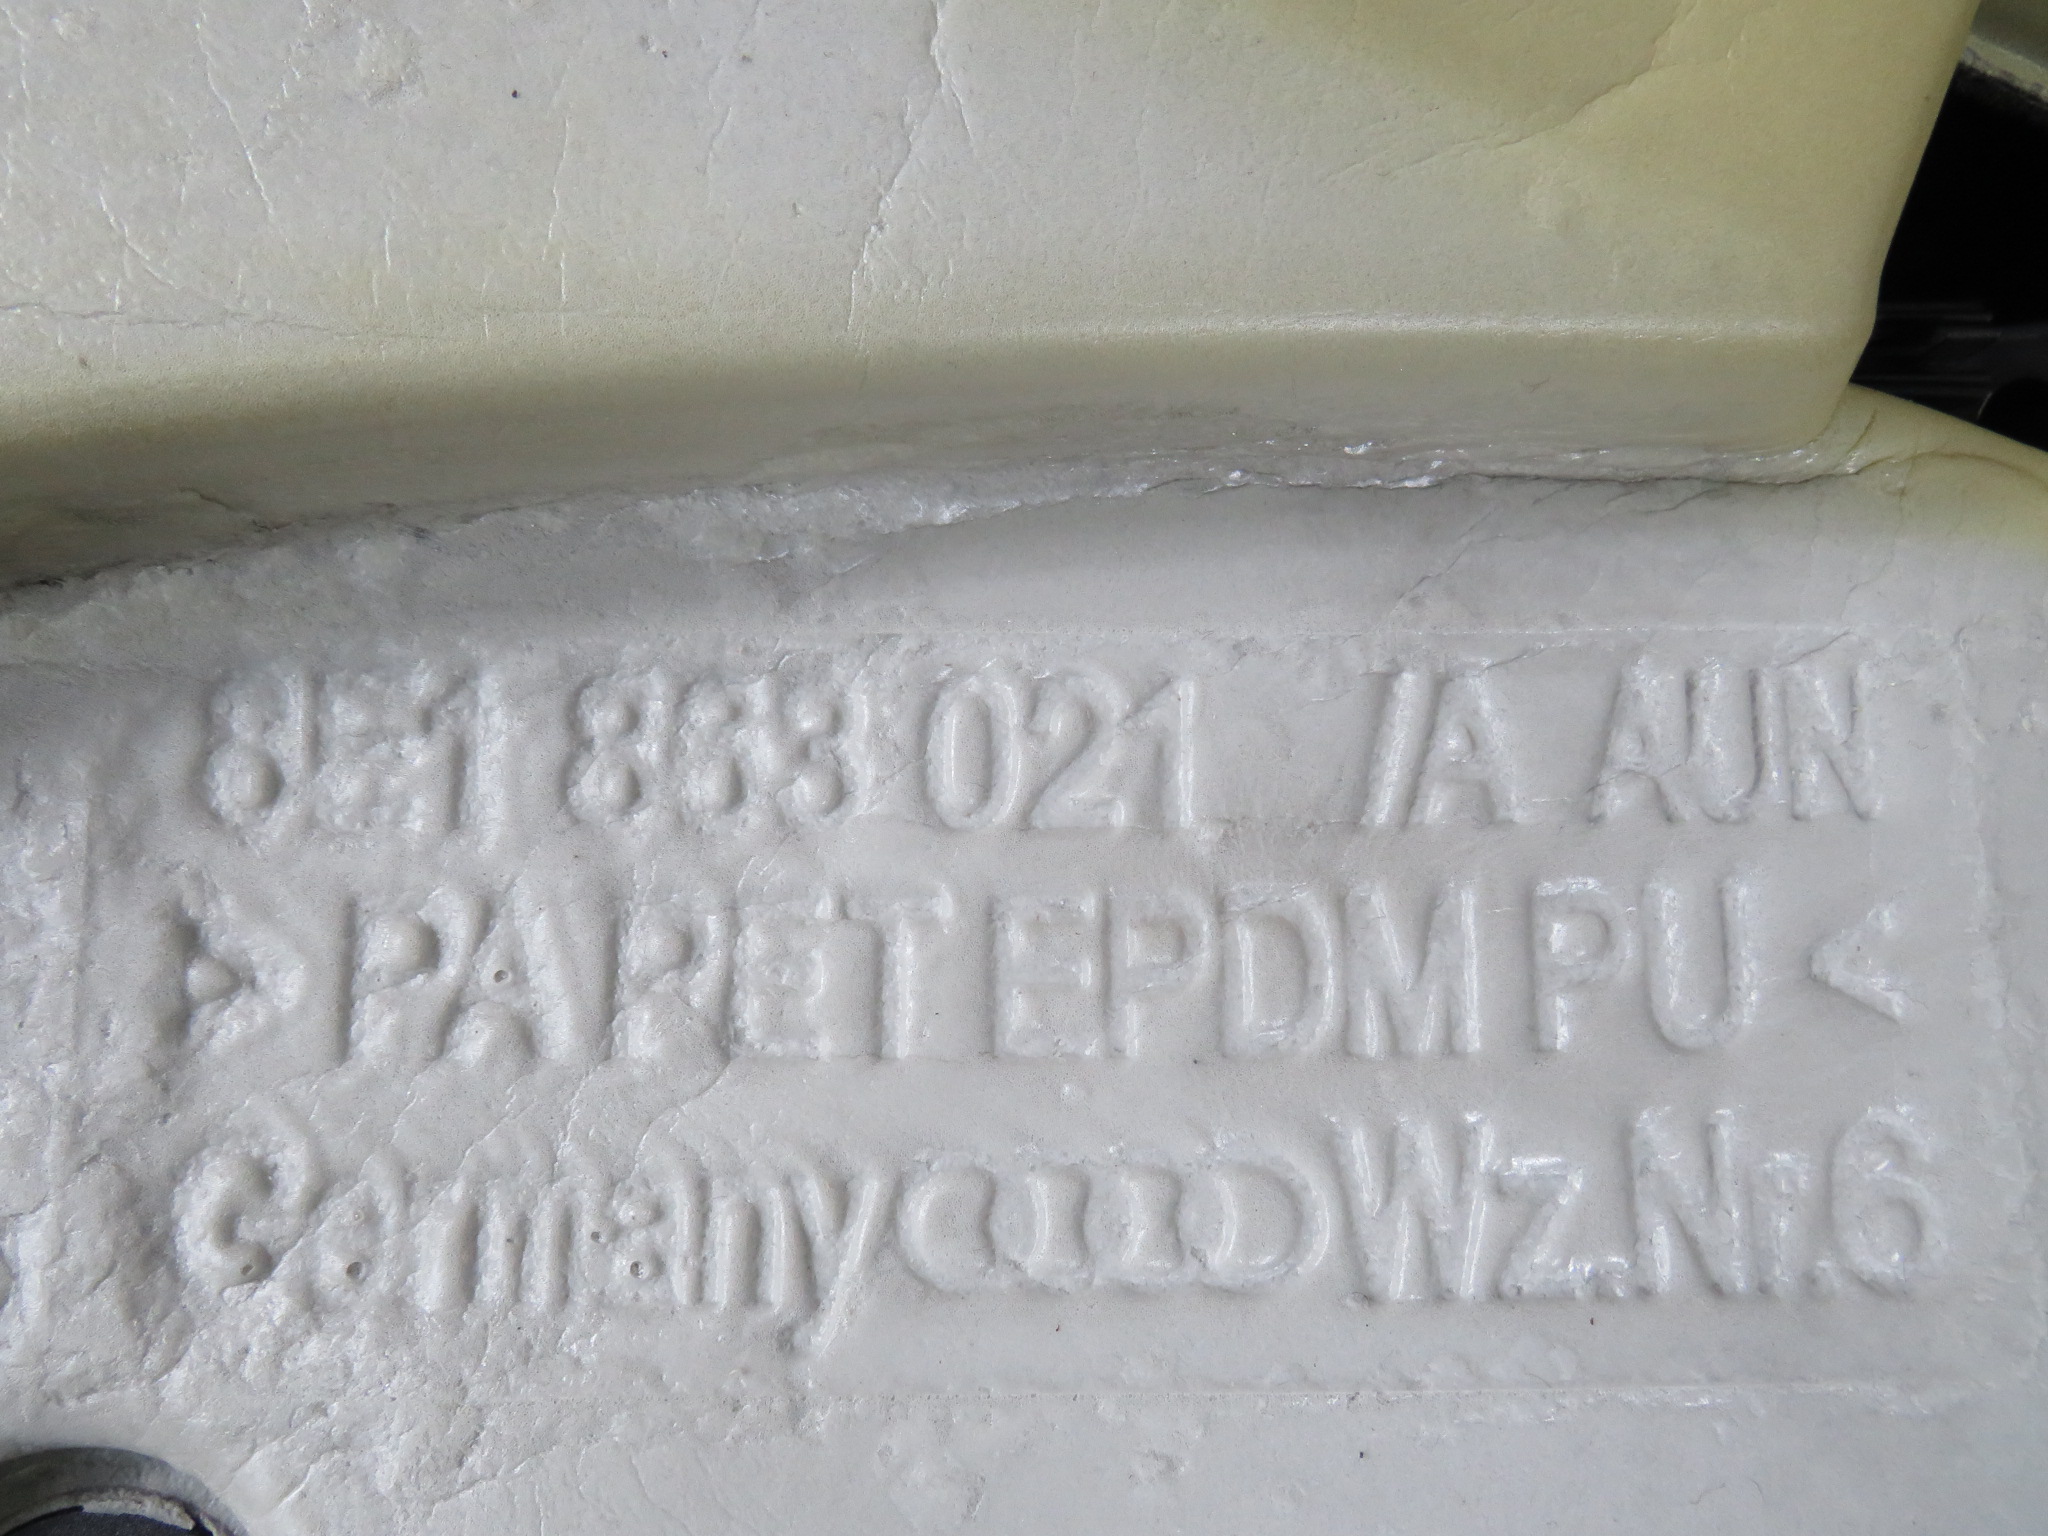 8E1 863 021 /A AUN
>PA PET EPDM PU<
Germany Wz.Nr.6